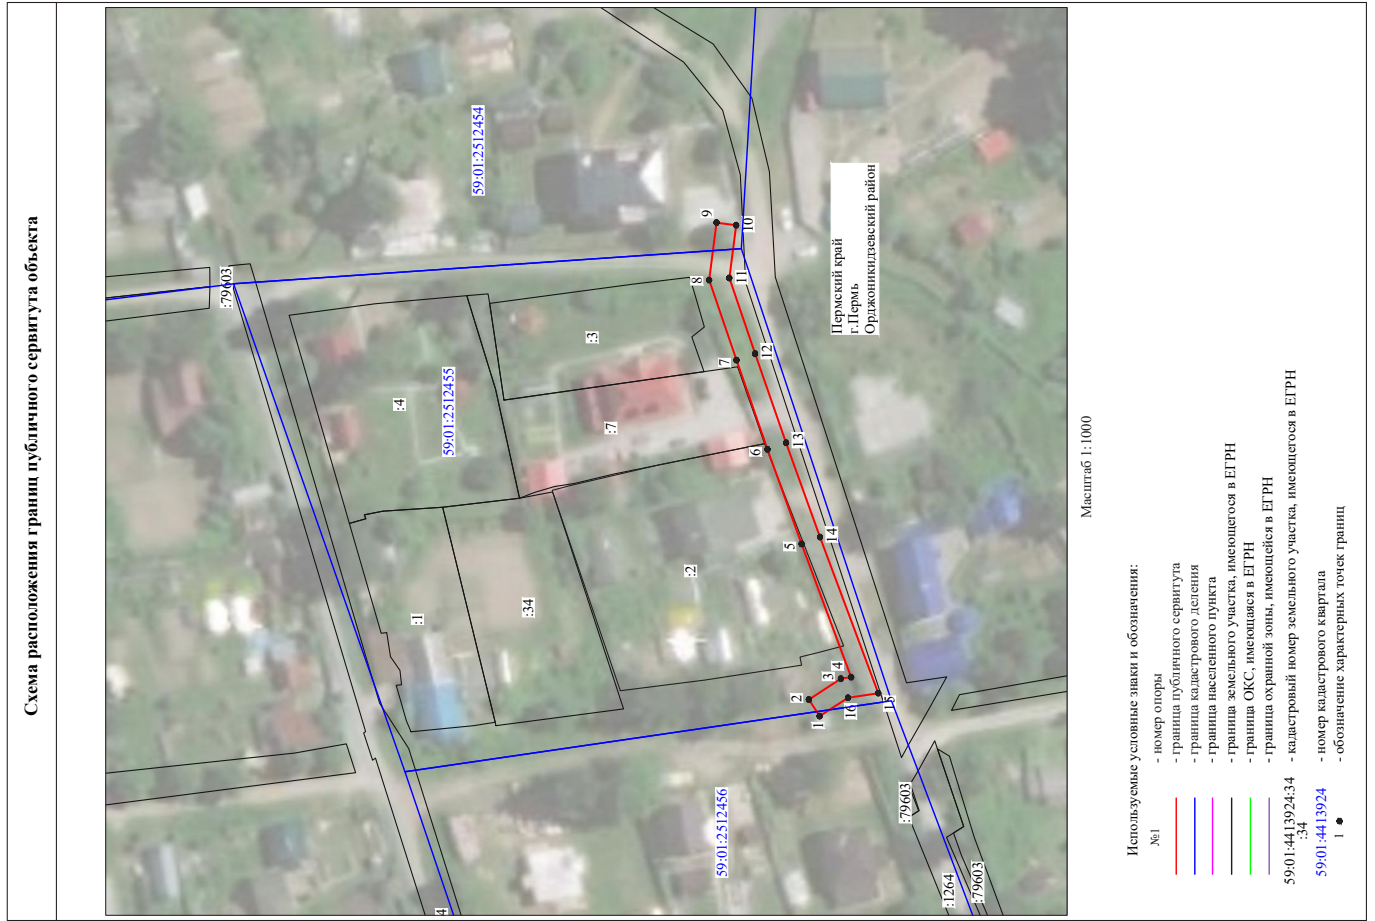 Схема расположения границ публичного сервитута объекта
:79603
59:01:2512454
:4
59:01:2512455
:3
:7
:1
:34
:2
8
9
10
11
7
12
6
13
5
14
4
3
2
1
16
15
Пермский край
г.Пермь
Орджоникидзевский район
59:01:2512456
:79603
:1264
:79603
4
Масштаб 1:1000
Используемые условные знаки и обозначения:
№1 - номер опоры
- граница публичного сервитута
- граница кадастрового деления
- граница населенного пункта
- граница земельного участка, имеющегося в ЕГРН
- граница ОКС, имеющаяся в ЕГРН
- граница охранной зоны, имеющейся в ЕГРН
59:01:4413924:34
:34 - кадастровый номер земельного участка, имеющегося в ЕГРН
59:01:4413924 - номер кадастрового квартала
1 - обозначение характерных точек границ